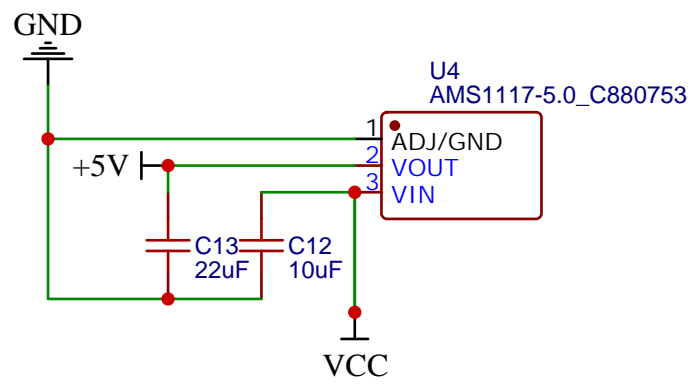 GND
U4
AMS1117-5.0_C880753
1
ADJ/GND
+5V
2
VOUT
3
VIN
C13
22uF
C12
10uF
VCC